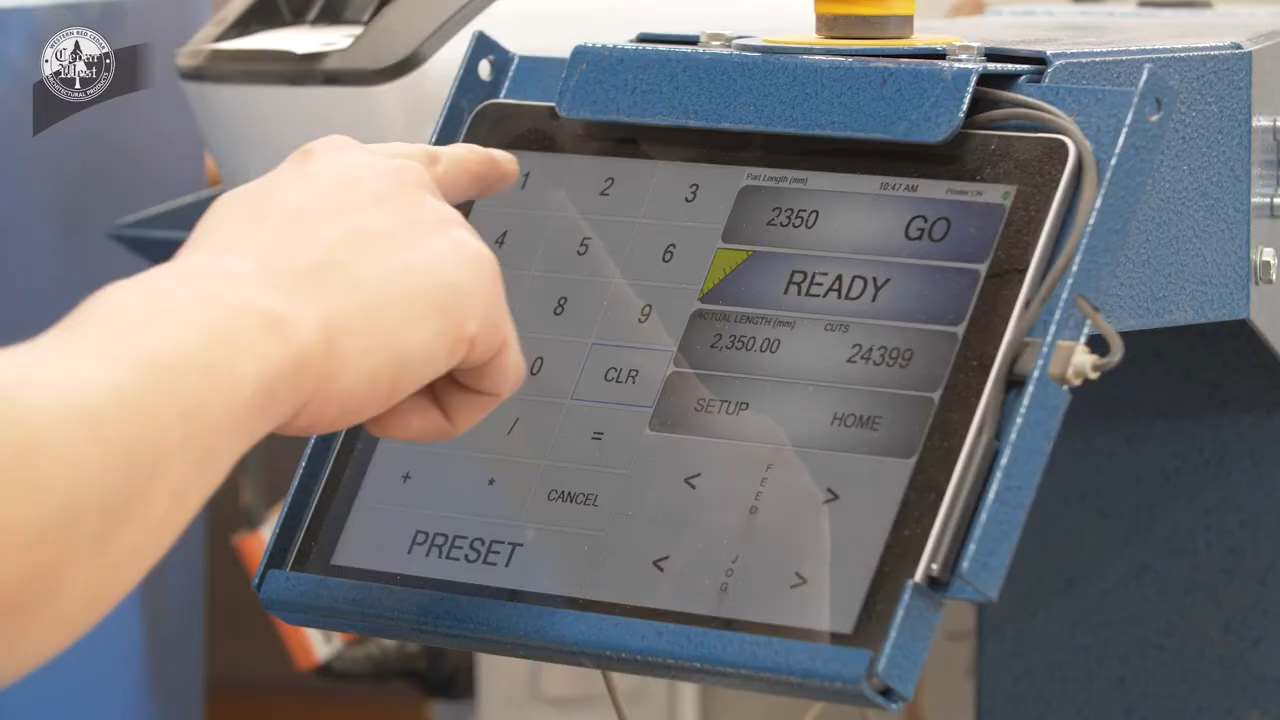 WESTERN RED CEDAR
Cedar
West
ARCHITECTURAL PRODUCTS
1 2 3
4 5 6
8 9
0 CLR
/ =
+ * CANCEL
PRESET
Part Length (mm) 10:47 AM Power ON
2350 GO
READY
ACTUAL LENGTH (mm) CUTS
2,350.00 24399
SETUP HOME
< FEED >
< JOG >